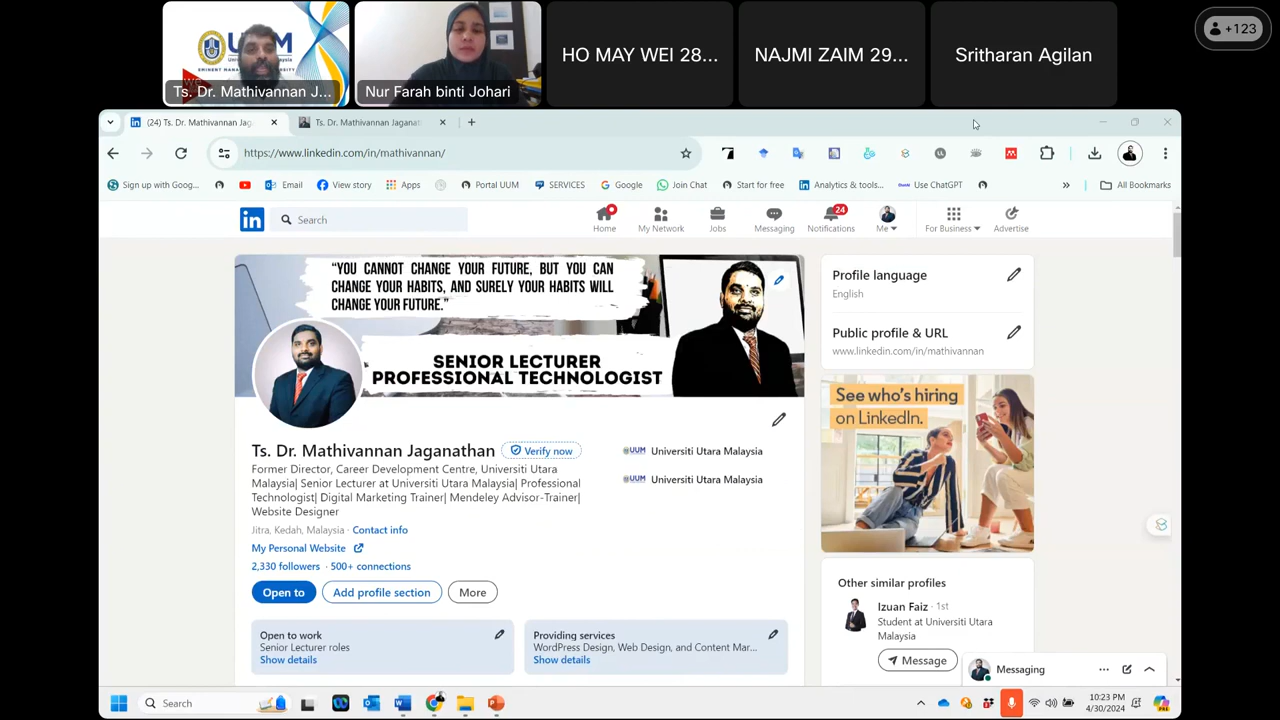 UUM
Ts. Dr. Mathivannan J...
Nur Farah binti Johari
HO MAY WEI 28...
NAJMI ZAIM 29...
Sritharan Agilan
+123
(24) Ts. Dr. Mathivannan Jag
Ts. Dr. Mathivannan Jaganat
https://www.linkedin.com/in/mathivannan/
Sign up with Goog...
Email
View story
Apps
Portal UUM
SERVICES
Google
Join Chat
Start for free
Analytics & tools...
Use ChatGPT
All Bookmarks
in
Search
Home
My Network
Jobs
Messaging
24
Notifications
Me
For Business
Advertise
“YOU CANNOT CHANGE YOUR FUTURE, BUT YOU CAN
CHANGE YOUR HABITS, AND SURELY YOUR HABITS WILL
CHANGE YOUR FUTURE.”
SENIOR LECTURER
PROFESSIONAL TECHNOLOGIST
Ts. Dr. Mathivannan Jaganathan
Verify now
Former Director, Career Development Centre, Universiti Utara
Malaysia| Senior Lecturer at Universiti Utara Malaysia| Professional
Technologist| Digital Marketing Trainer| Mendeley Advisor-Trainer|
Website Designer
Jitra, Kedah, Malaysia · Contact info
My Personal Website
2,330 followers · 500+ connections
Open to
Add profile section
More
UUM Universiti Utara Malaysia
UUM Universiti Utara Malaysia
Open to work
Senior Lecturer roles
Show details
Providing services
WordPress Design, Web Design, and Content Mar...
Show details
Profile language
English
Public profile & URL
www.linkedin.com/in/mathivannan
See who's hiring
on LinkedIn.
Other similar profiles
Izuan Faiz · 1st
Student at Universiti Utara
Malaysia
Message
Messaging
Search
10:23 PM
4/30/2024